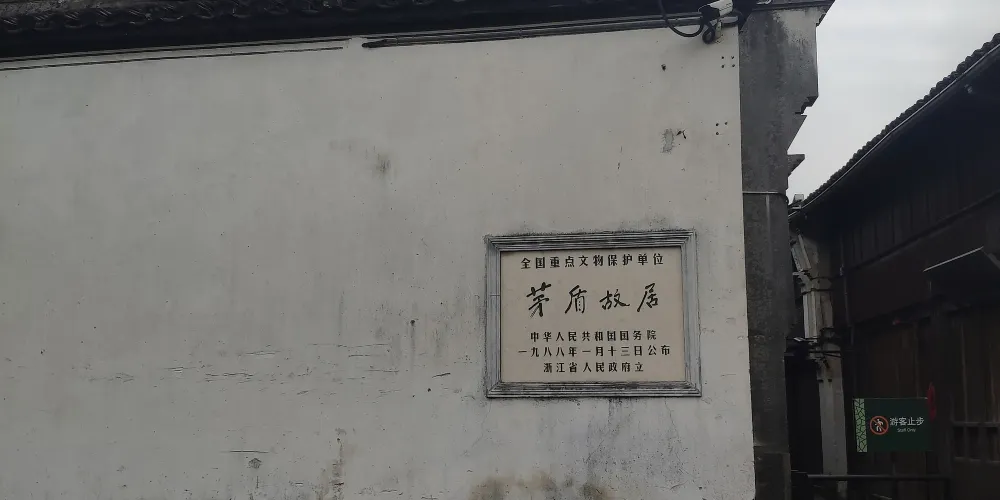 全国重点文物保护单位
茅盾故居
中华人民共和国国务院
一九八八年一月十三日公布
浙江省人民政府立
游客止步
Staff Only